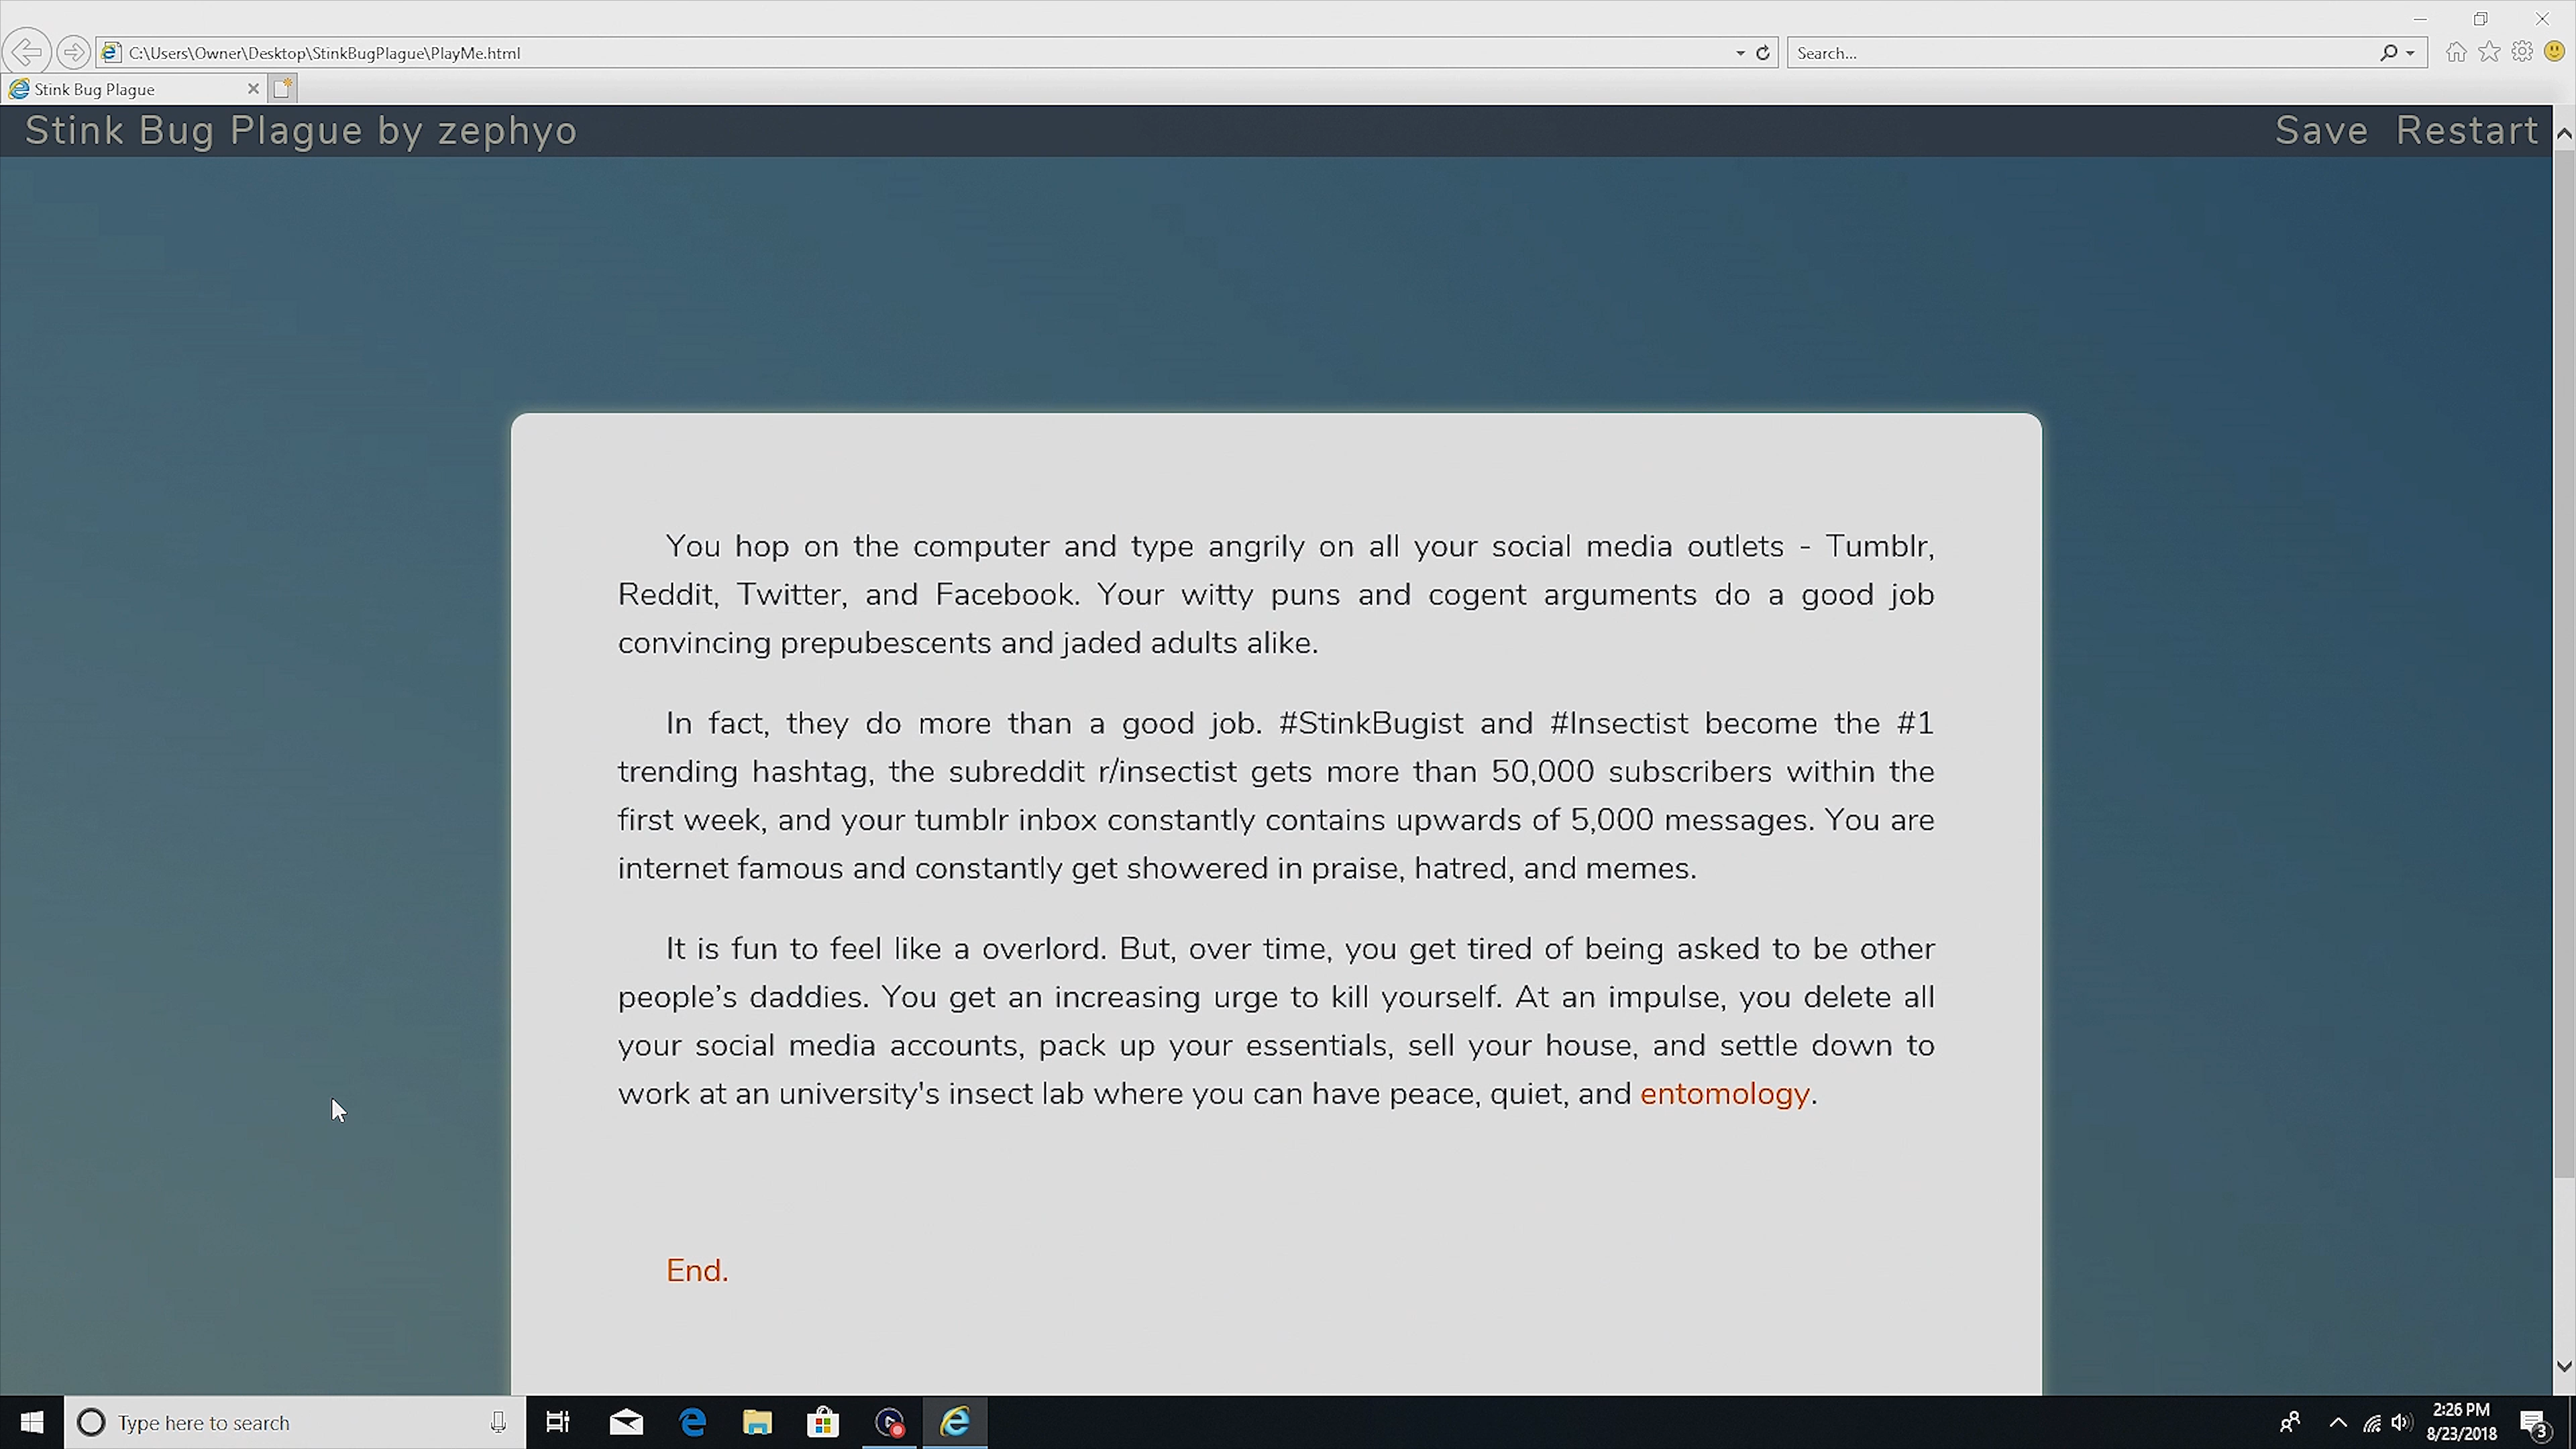 C:\Users\Owner\Desktop\StinkBugPlague\PlayMe.html
Search...
Stink Bug Plague
Stink Bug Plague by zephyo
Save Restart
You hop on the computer and type angrily on all your social media outlets - Tumblr,
Reddit, Twitter, and Facebook. Your witty puns and cogent arguments do a good job
convincing prepubescents and jaded adults alike.
In fact, they do more than a good job. #StinkBugist and #Insectist become the #1
trending hashtag, the subreddit r/insectist gets more than 50,000 subscribers within the
first week, and your tumblr inbox constantly contains upwards of 5,000 messages. You are
internet famous and constantly get showered in praise, hatred, and memes.
It is fun to feel like a overlord. But, over time, you get tired of being asked to be other
people’s daddies. You get an increasing urge to kill yourself. At an impulse, you delete all
your social media accounts, pack up your essentials, sell your house, and settle down to
work at an university's insect lab where you can have peace, quiet, and entomology.
End.
Type here to search
2:26 PM
8/23/2018
3